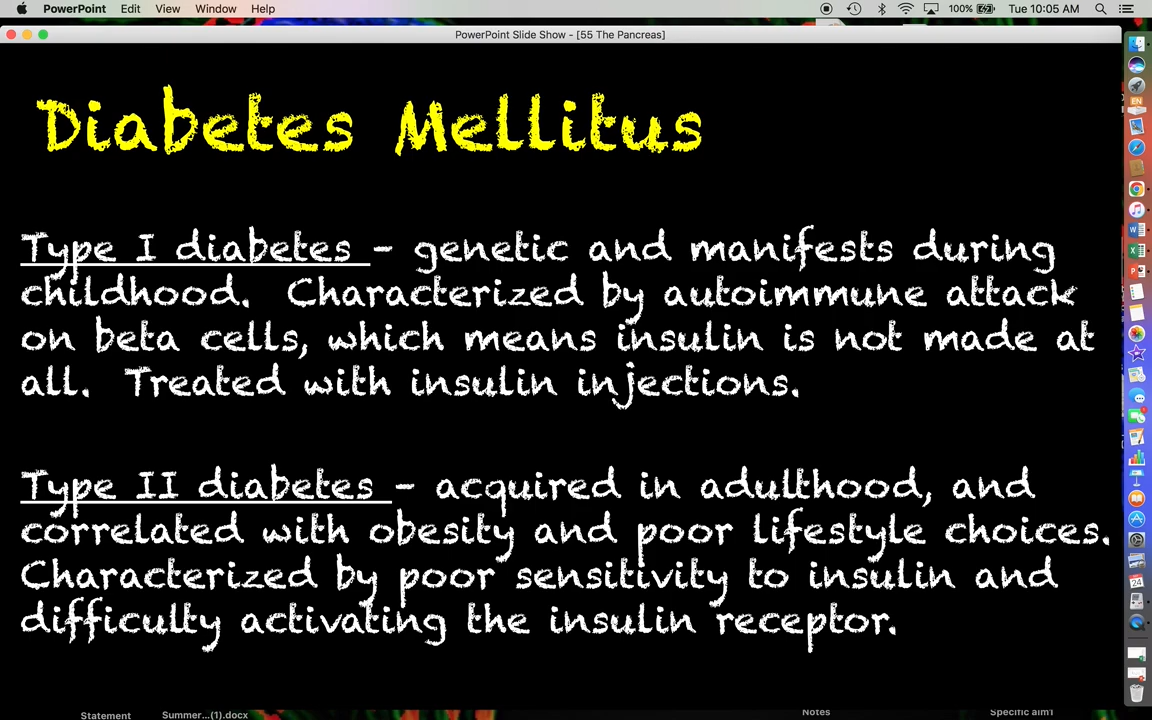 PowerPoint Edit View Window Help 100% Tue 10:05 AM
PowerPoint Slide Show - [55 The Pancreas]
Diabetes Mellitus
Type I diabetes - genetic and manifests during
childhood. Characterized by autoimmune attack
on beta cells, which means insulin is not made at
all. Treated with insulin injections.
Type II diabetes - acquired in adulthood, and
correlated with obesity and poor lifestyle choices.
Characterized by poor sensitivity to insulin and
difficulty activating the insulin receptor.
Statement Summer...(1).docx Notes Specific aim1